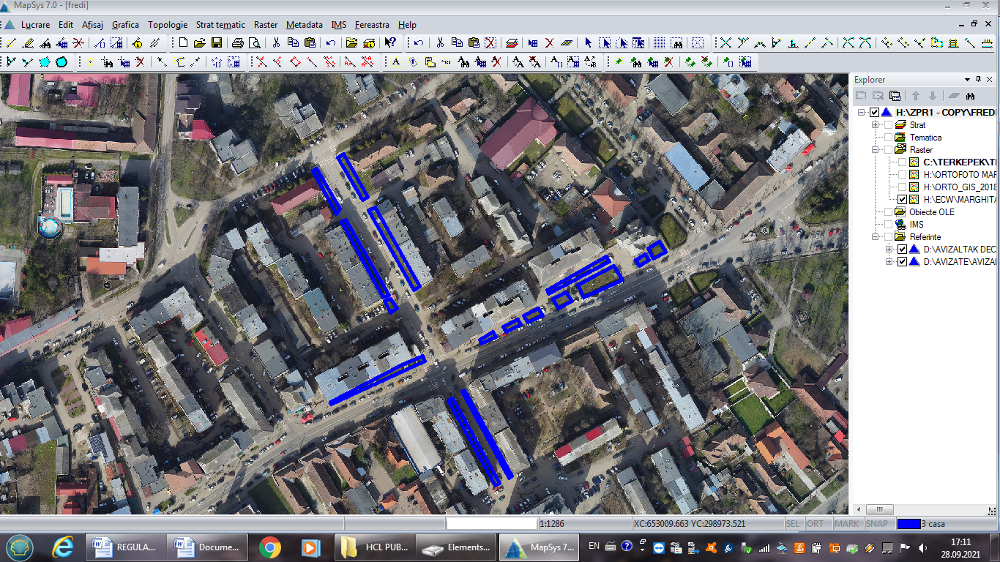 MapSys 7.0 - [fredi]
Lucrare Edit Afisaj Grafica Topologie Strat tematic Raster Metadata IMS Fereastra Help
Explorer
H:\ZPR1 - COPY\FREDI
Strat
Tematica
Raster
C:\TERKEPEK\T
H:\ORTOFOTO MAR
H:\ORTO_GIS_2018
H:\ECW\MARGHITA
Obiecte OLE
IMS
Referinte
D:\AVIZALTAK DEC
D:\AVIZATE\AVIZAL
1:1286 XC:653009.663 YC:298973.521 SEL ORT MARK SNAP 3 casa
REGULA... Docume... HCL PUB... Elements... MapSys 7... EN 17:11
28.09.2021